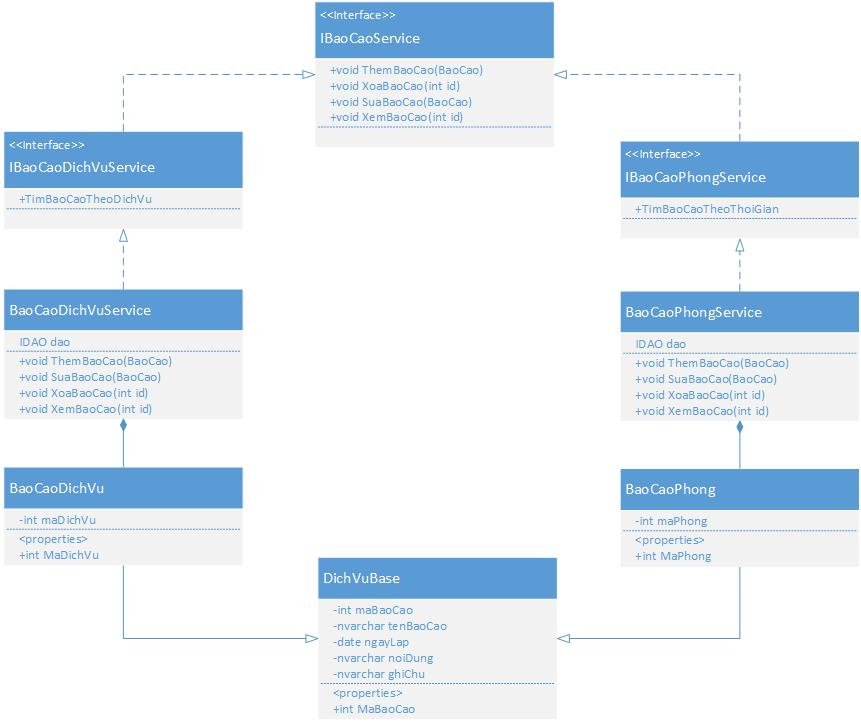 <<Interface>>
IBaoCaoService
+void ThemBaoCao(BaoCao)
+void XoaBaoCao(int id)
+void SuaBaoCao(BaoCao)
+void XemBaoCao(int id)
<<Interface>>
IBaoCaoDichVuService
+TimBaoCaoTheoDichVu
<<Interface>>
IBaoCaoPhongService
+TimBaoCaoTheoThoiGian
BaoCaoDichVuService
IDAO dao
+void ThemBaoCao(BaoCao)
+void SuaBaoCao(BaoCao)
+void XoaBaoCao(int id)
+void XemBaoCao(int id)
BaoCaoPhongService
IDAO dao
+void ThemBaoCao(BaoCao)
+void SuaBaoCao(BaoCao)
+void XoaBaoCao(int id)
+void XemBaoCao(int id)
BaoCaoDichVu
-int maDichVu
<properties>
+int MaDichVu
BaoCaoPhong
-int maPhong
<properties>
+int MaPhong
DichVuBase
-int maBaoCao
-nvarchar tenBaoCao
-date ngayLap
-nvarchar noiDung
-nvarchar ghiChu
<properties>
+int MaBaoCao